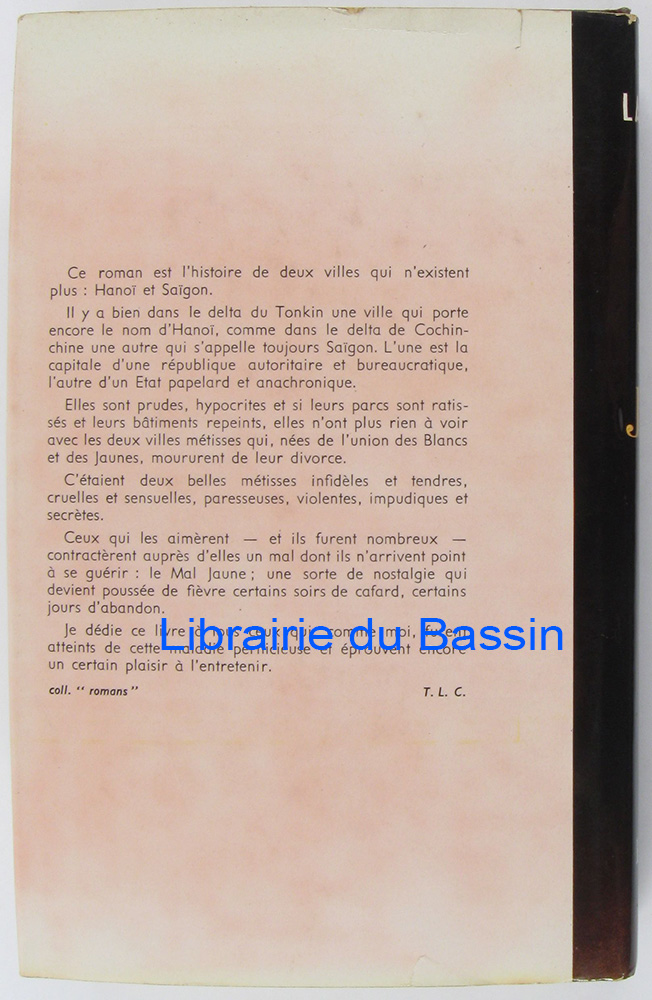 LA
Ce roman est l'histoire de deux villes qui n'existent
plus : Hanoï et Saïgon.
Il y a bien dans le delta du Tonkin une ville qui porte
encore le nom d'Hanoï, comme dans le delta de Cochin-
chine une autre qui s'appelle toujours Saïgon. L'une est la
capitale d'une république autoritaire et bureaucratique,
l'autre d'un Etat papelard et anachronique.
Elles sont prudes, hypocrites et si leurs parcs sont ratis-
sés et leurs bâtiments repeints, elles n'ont plus rien à voir
avec les deux villes métisses qui, nées de l'union des Blancs
et des Jaunes, moururent de leur divorce.
C'étaient deux belles métisses infidèles et tendres,
cruelles et sensuelles, paresseuses, violentes, impudiques et
secrètes.
Ceux qui les aimèrent — et ils furent nombreux —
contractèrent auprès d'elles un mal dont ils n'arrivent point
à se guérir : le Mal Jaune ; une sorte de nostalgie qui
devient poussée de fièvre certains soirs de cafard, certains
jours d'abandon.
Je dédie ce livre à tous ceux qui, comme moi, furent
atteints de cette maladie pernicieuse et éprouvent encore
un certain plaisir à l'entretenir.
coll. " romans " T. L. C.
Librairie du Bassin